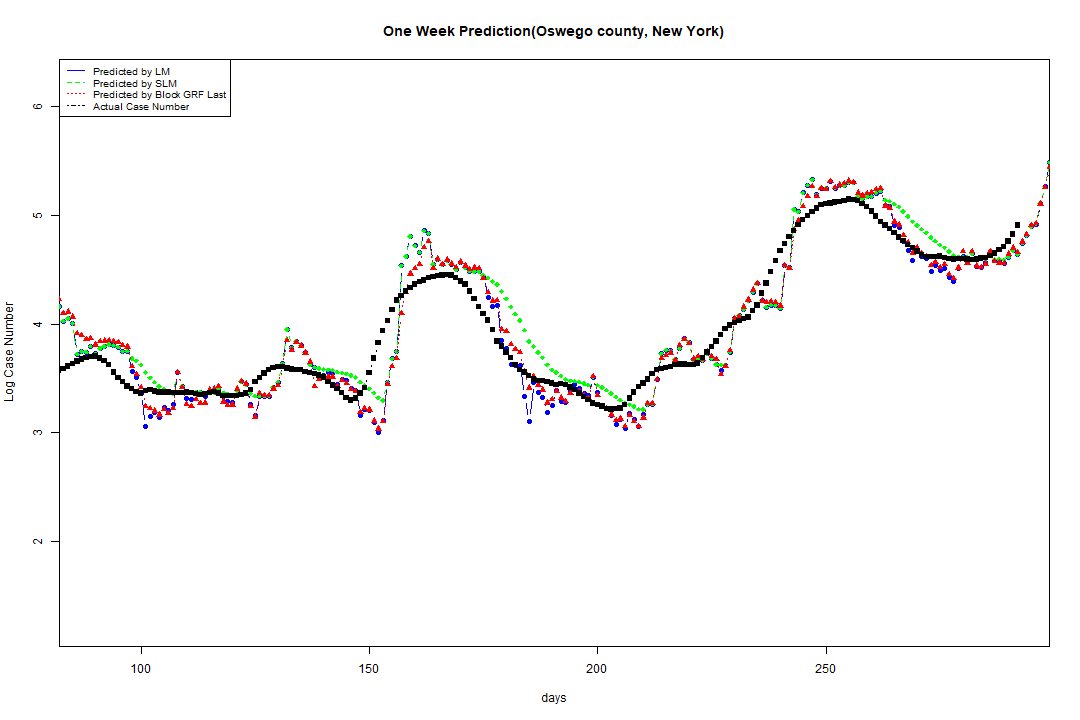 One Week Prediction(Oswego county, New York)
Predicted by LM
Predicted by SLM
Predicted by Block GRF Last
Actual Case Number
6
5
4
3
2
Log Case Number
100 150 200 250
days